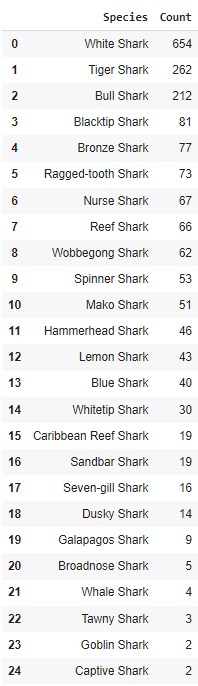 Species Count
0 White Shark 654
1 Tiger Shark 262
2 Bull Shark 212
3 Blacktip Shark 81
4 Bronze Shark 77
5 Ragged-tooth Shark 73
6 Nurse Shark 67
7 Reef Shark 66
8 Wobbegong Shark 62
9 Spinner Shark 53
10 Mako Shark 51
11 Hammerhead Shark 46
12 Lemon Shark 43
13 Blue Shark 40
14 Whitetip Shark 30
15 Caribbean Reef Shark 19
16 Sandbar Shark 19
17 Seven-gill Shark 16
18 Dusky Shark 14
19 Galapagos Shark 9
20 Broadnose Shark 5
21 Whale Shark 4
22 Tawny Shark 3
23 Goblin Shark 2
24 Captive Shark 2